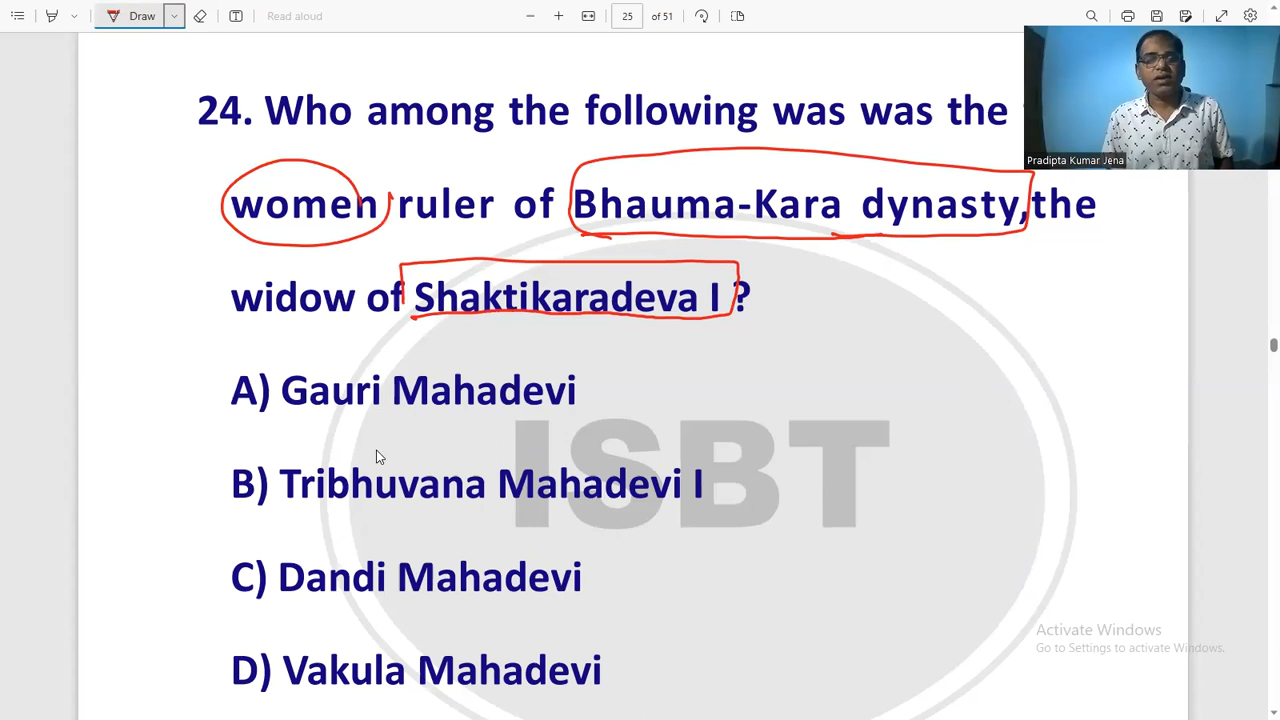 Draw
Read aloud
25 of 51
24. Who among the following was was the
Pradipta Kumar Jena
women ruler of Bhauma-Kara dynasty,the
widow of Shaktikaradeva I ?
A) Gauri Mahadevi
B) Tribhuvana Mahadevi I
C) Dandi Mahadevi
D) Vakula Mahadevi
ISBT
Activate Windows
Go to Settings to activate Windows.